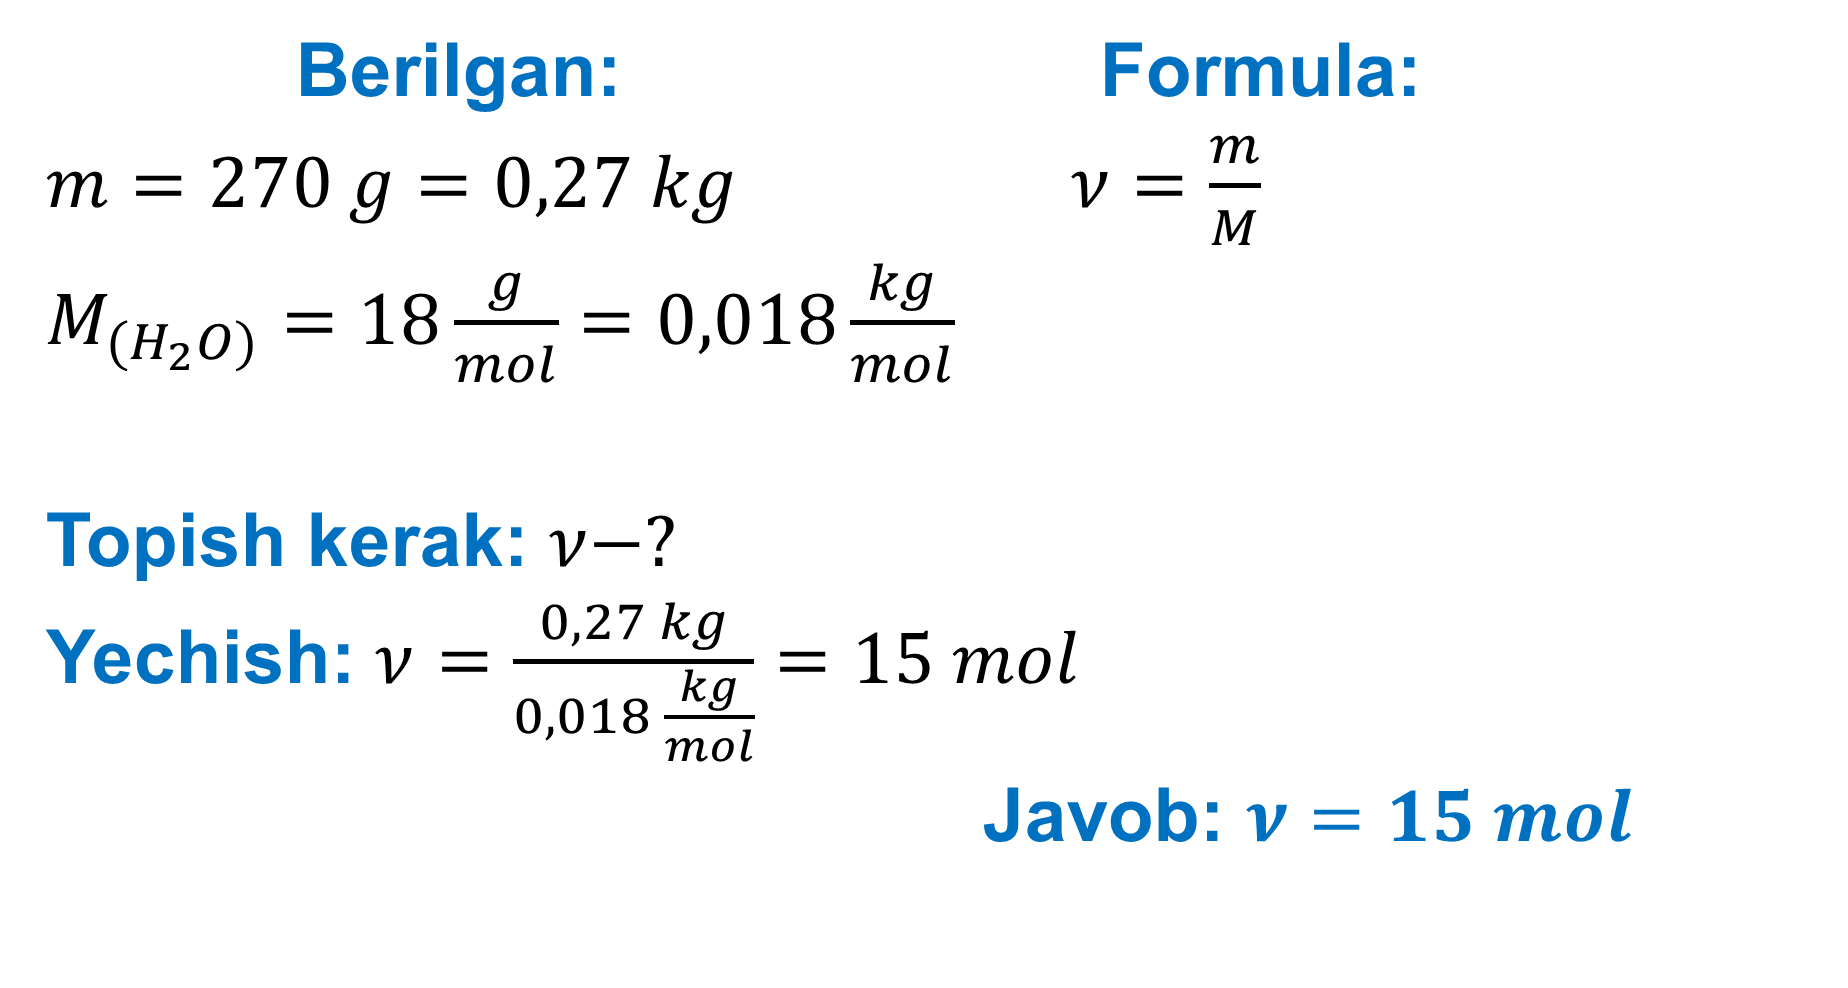 Berilgan:
Formula:
m = 270 g = 0,27 kg
ν = m/M
M(H₂O) = 18 g/mol = 0,018 kg/mol
Topish kerak: ν−?
Yechish: ν = 0,27 kg / 0,018 kg/mol = 15 mol
Javob: ν = 15 mol